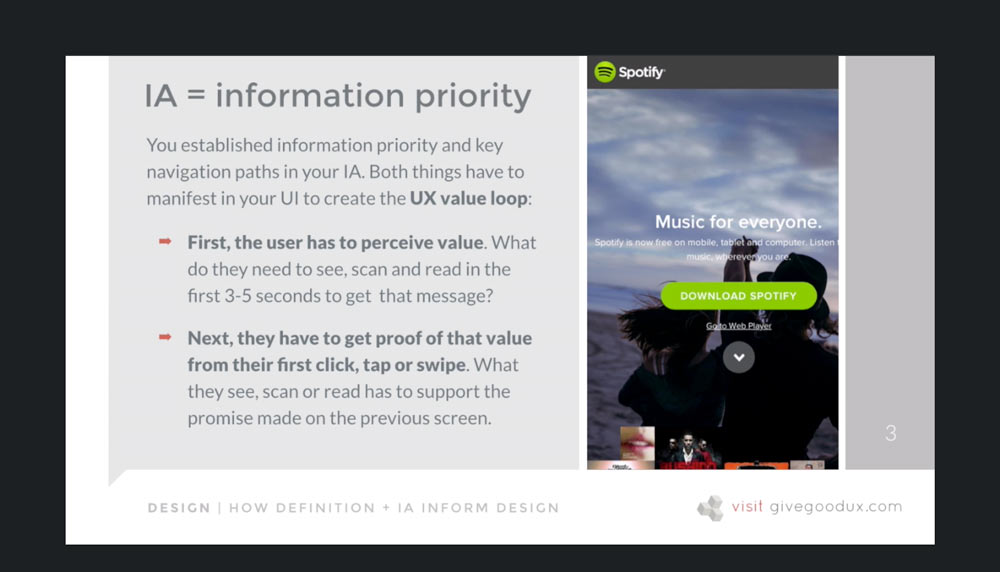 IA = information priority
You established information priority and key
navigation paths in your IA. Both things have to
manifest in your UI to create the UX value loop:
➡ First, the user has to perceive value. What
do they need to see, scan and read in the
first 3-5 seconds to get that message?
➡ Next, they have to get proof of that value
from their first click, tap or swipe. What
they see, scan or read has to support the
promise made on the previous screen.
Spotify
Music for everyone.
Spotify is now free on mobile, tablet and computer. Listen
music, wherever you are.
DOWNLOAD SPOTIFY
Go to Web Player
3
DESIGN | HOW DEFINITION + IA INFORM DESIGN
visit givegoodux.com